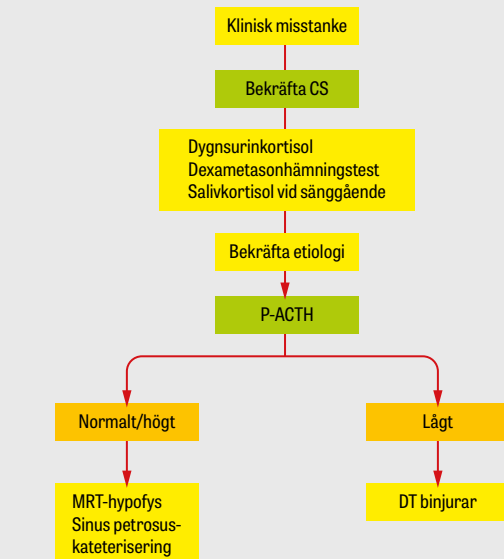 Klinisk misstanke
Bekräfta CS
Dygnsurinkortisol
Dexametasonhämningstest
Salivkortisol vid sänggående
Bekräfta etiologi
P-ACTH
Normalt/högt
Lågt
MRT-hypofys
Sinus petrosus-
kateterisering
DT binjurar